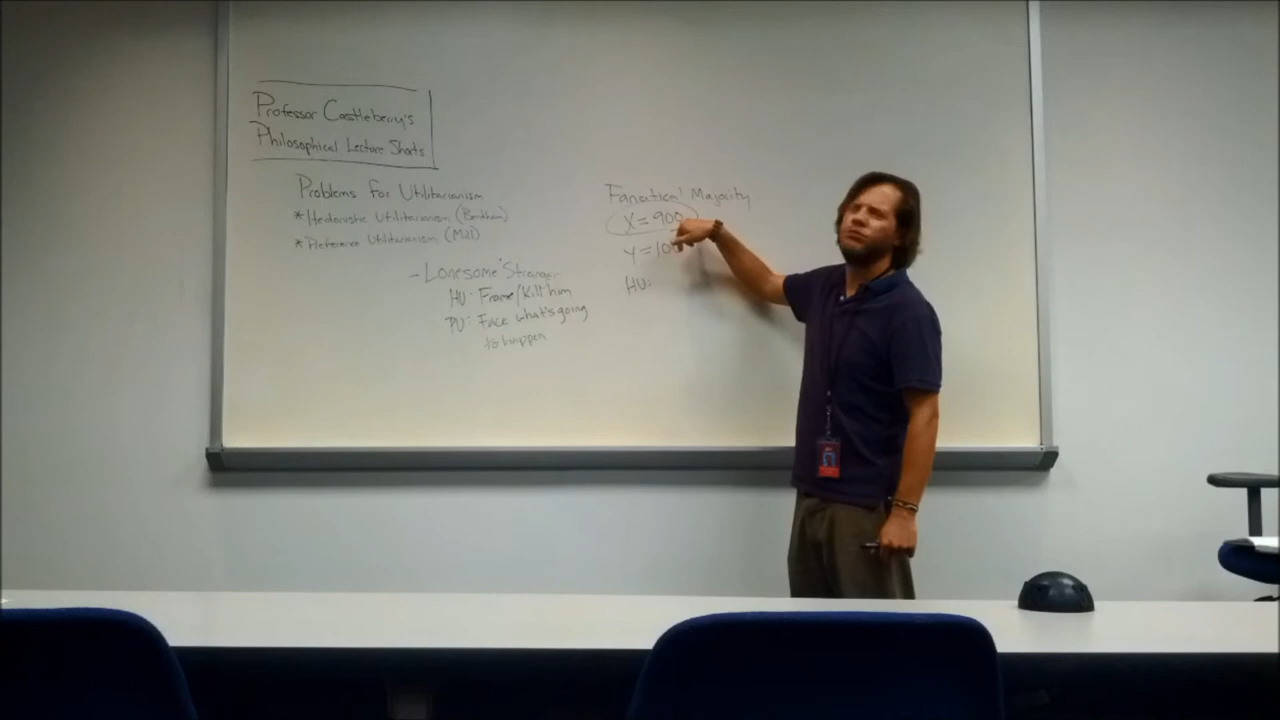 Professor Castleberry's
Philosophical Lecture Shorts
Problems for Utilitarianism
* Hedonistic Utilitarianism (Bentham)
* Preference Utilitarianism (Mill)
- Lonesome Stranger
HU: Frame/Kill him
PU: Face what's going
to happen
Fanatical Majority
X = 900
Y = 100
HU: